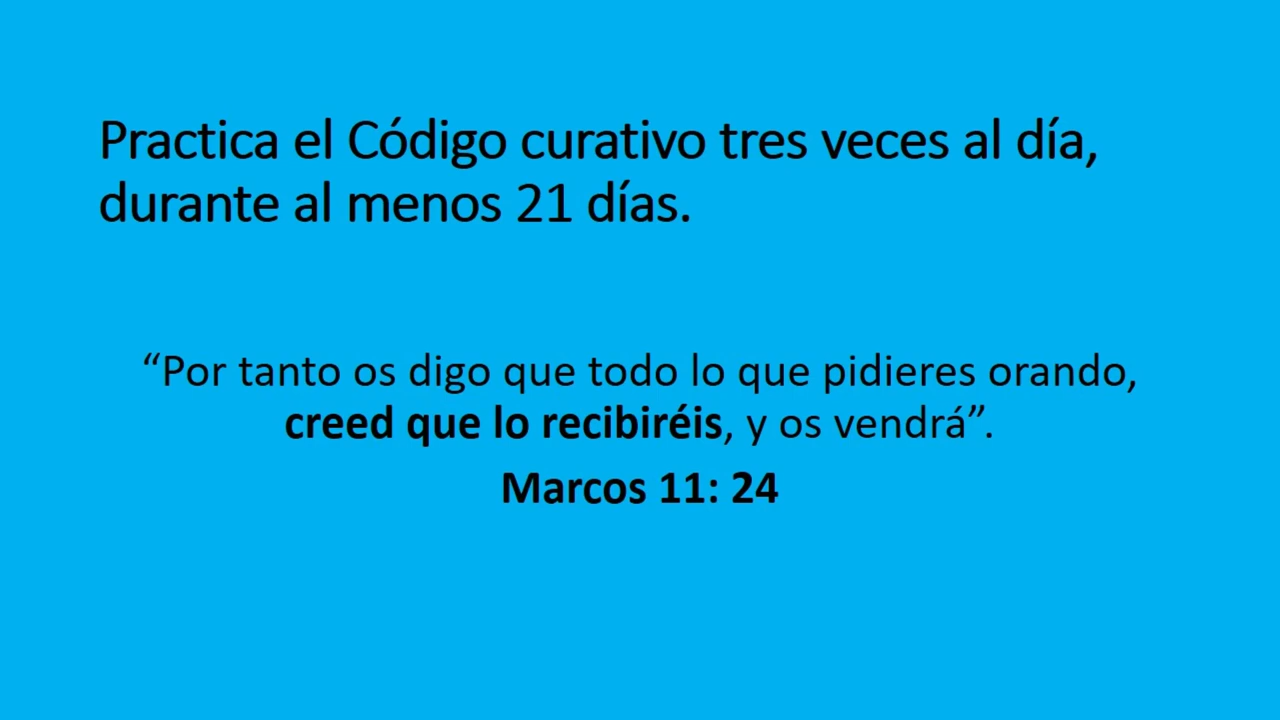 Practica el Código curativo tres veces al día,
durante al menos 21 días.
“Por tanto os digo que todo lo que pidieres orando,
creed que lo recibiréis, y os vendrá”.
Marcos 11: 24